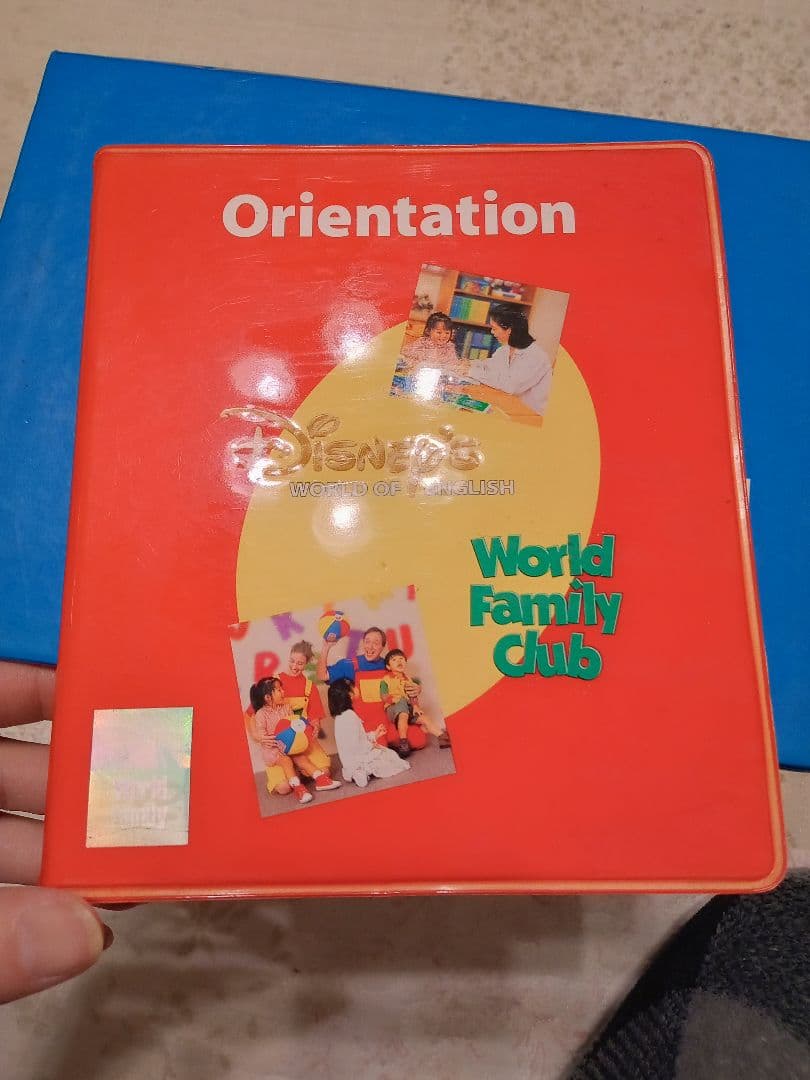 Orientation
DISNEY'S
WORLD OF ENGLISH
World
Family
Club